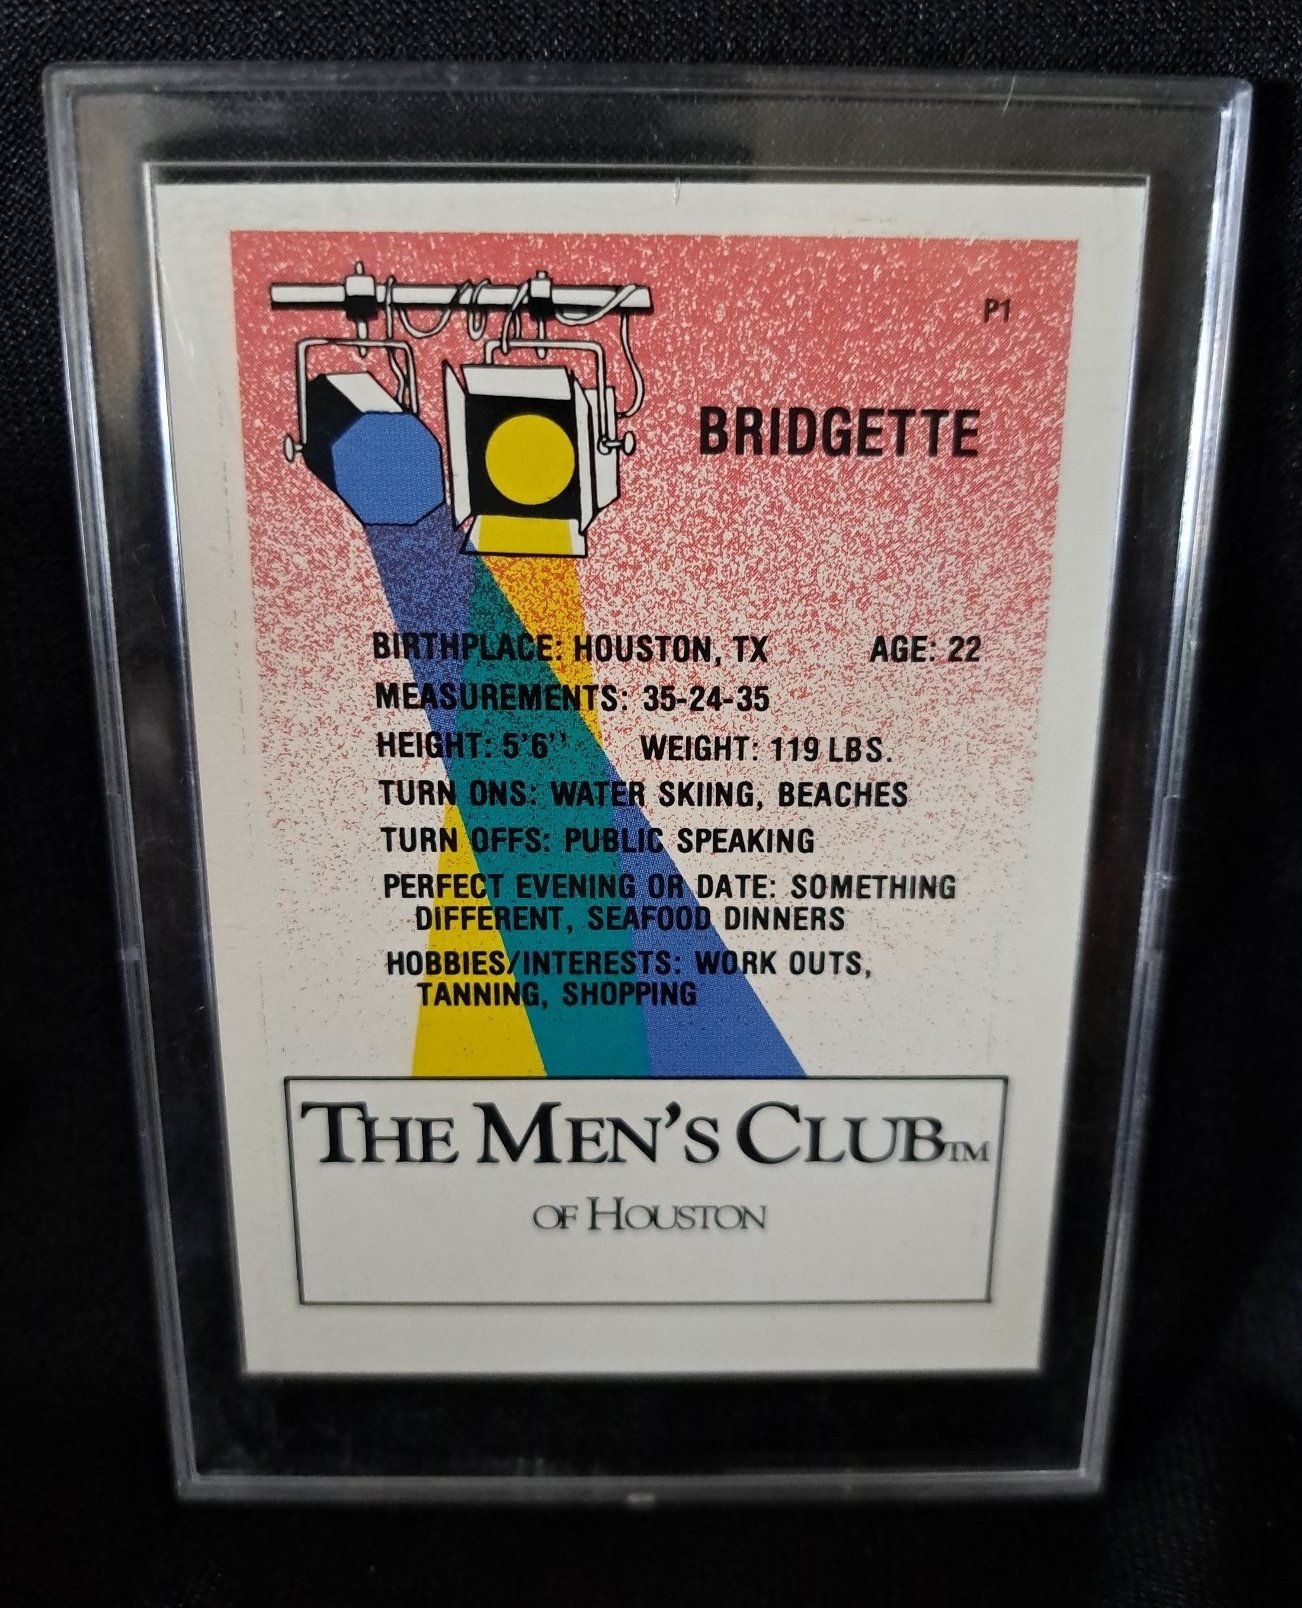 P1
BRIDGETTE
BIRTHPLACE: HOUSTON, TX AGE: 22
MEASUREMENTS: 35-24-35
HEIGHT: 5'6'' WEIGHT: 119 LBS.
TURN ONS: WATER SKIING, BEACHES
TURN OFFS: PUBLIC SPEAKING
PERFECT EVENING OR DATE: SOMETHING
DIFFERENT, SEAFOOD DINNERS
HOBBIES/INTERESTS: WORK OUTS,
TANNING, SHOPPING
THE MEN'S CLUB TM
OF HOUSTON